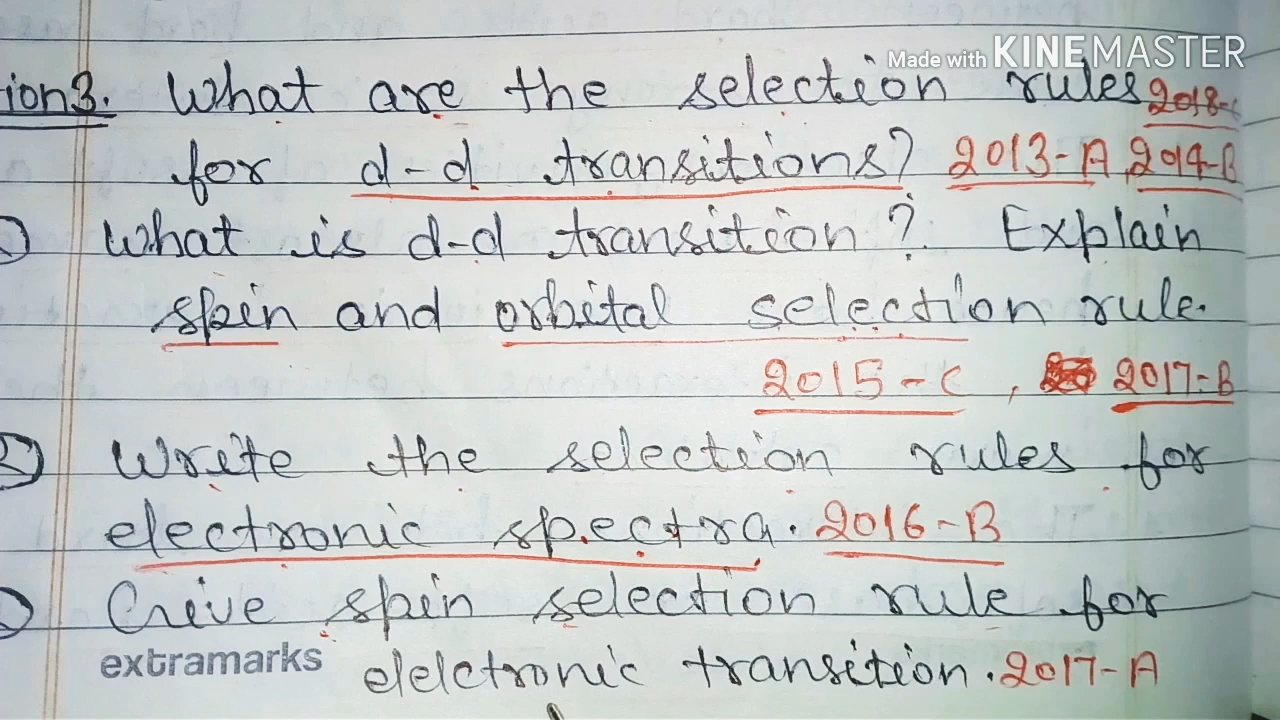 Made with KINEMASTER
ion3. What are the selection rules 2018-C
for d-d transitions? 2013-A, 2014-B
What is d-d transition? Explain
spin and orbital selection rule.
2015-C, 2017-B
Write the selection rules for
electronic spectra. 2016-B
Give spin selection rule for
extramarks
elelctronic transition. 2017-A